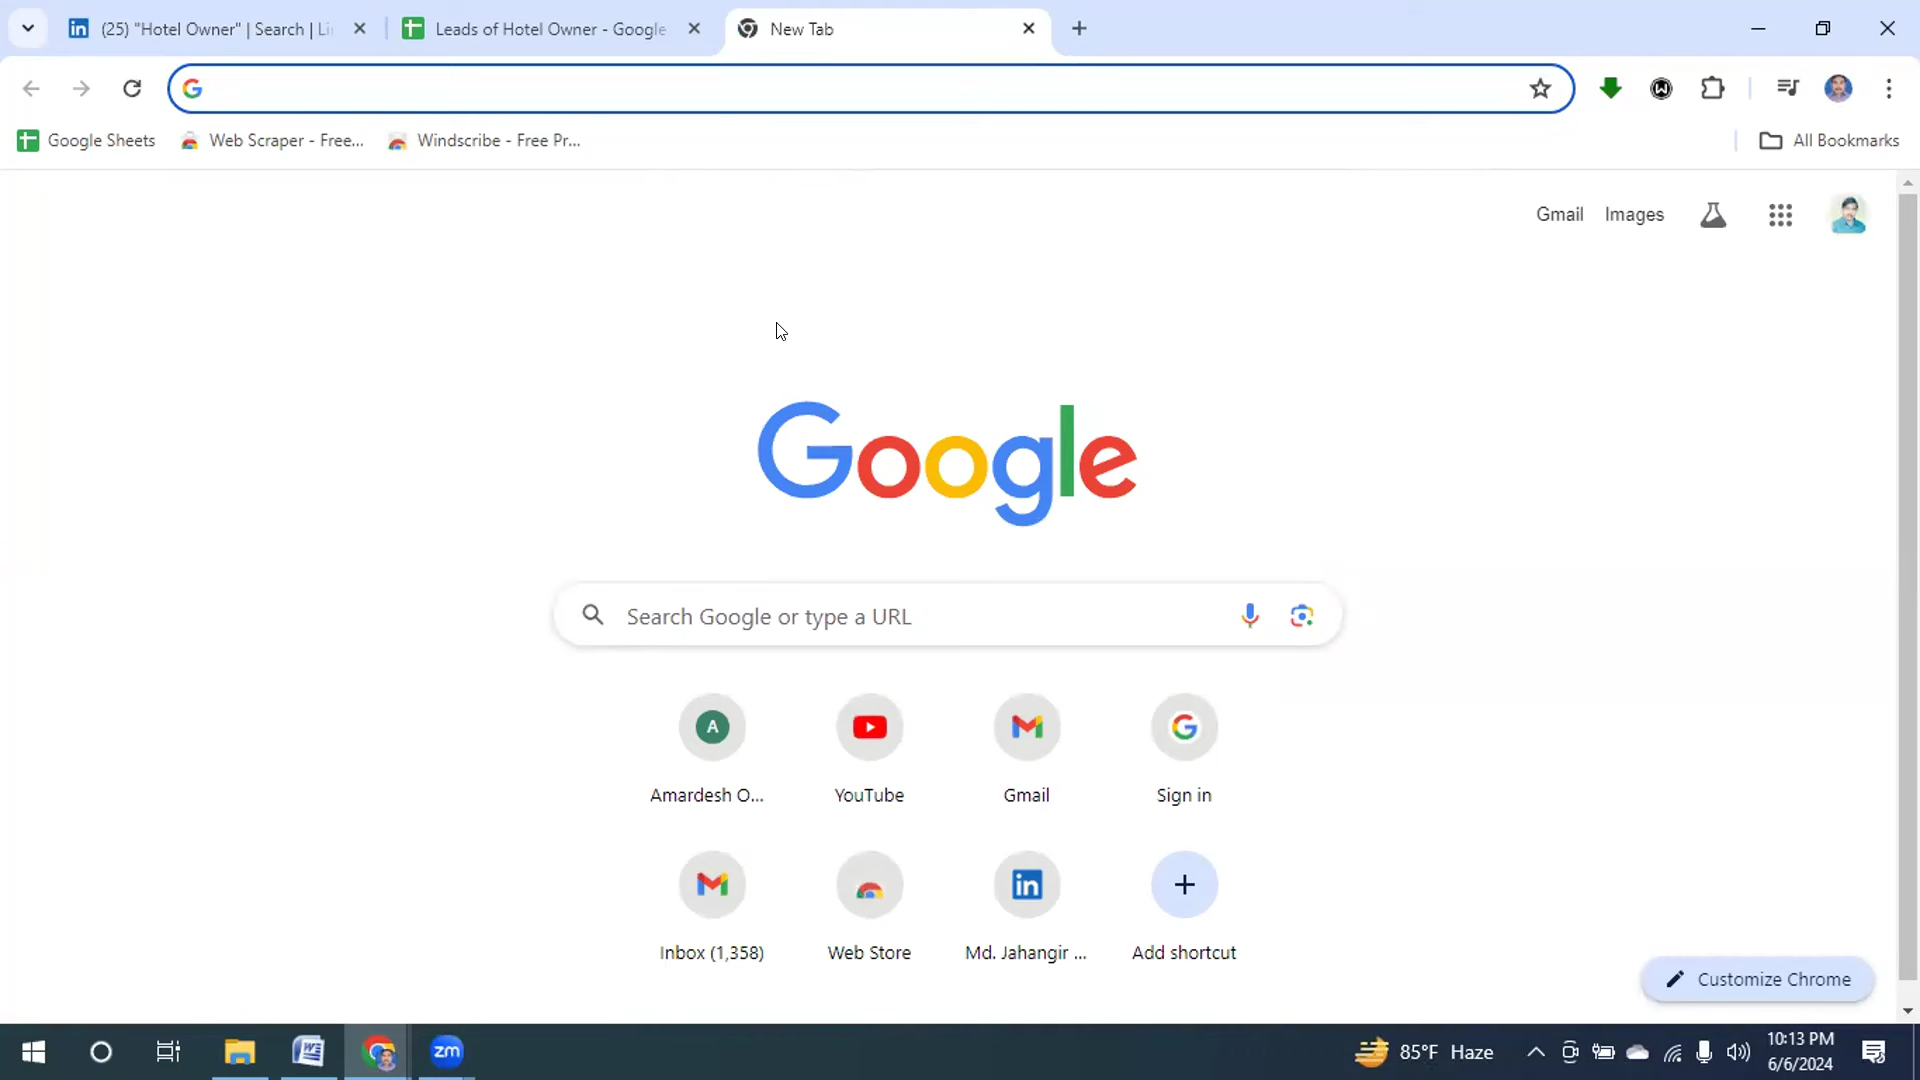 (25) "Hotel Owner" | Search | Li
Leads of Hotel Owner - Google
New Tab
Google Sheets
Web Scraper - Free...
Windscribe - Free Pr...
All Bookmarks
Gmail
Images
Google
Search Google or type a URL
A
Amardesh O...
YouTube
Gmail
Sign in
Inbox (1,358)
Web Store
Md. Jahangir ...
Add shortcut
Customize Chrome
zm
85°F Haze
10:13 PM
6/6/2024